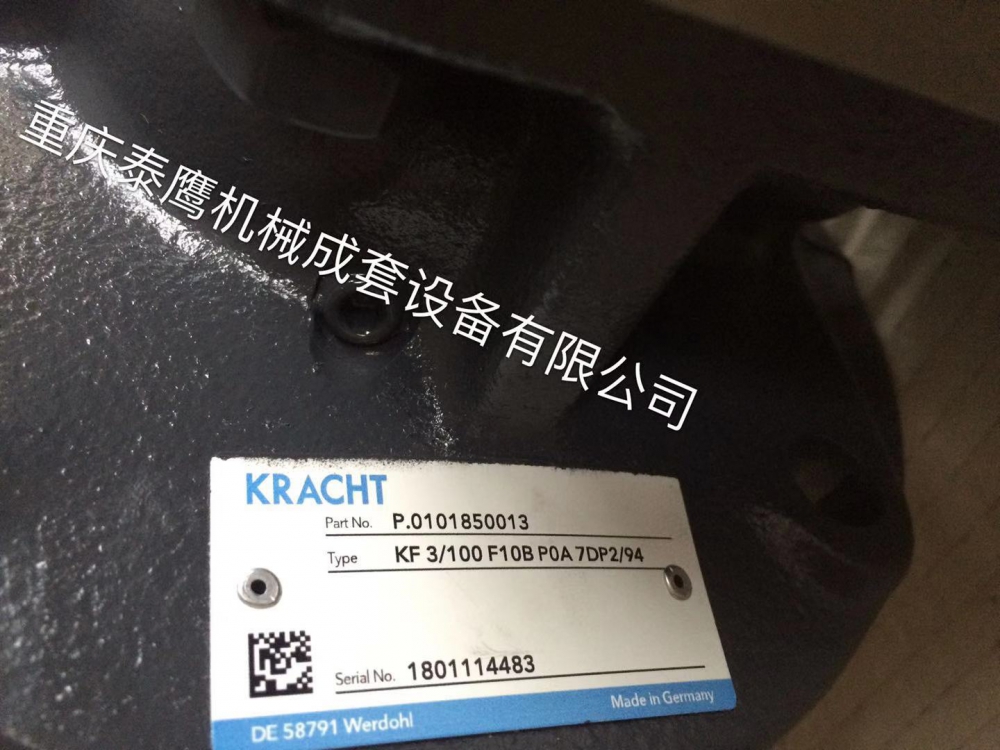 重庆泰鹰机械成套设备有限公司
KRACHT
Part No. P.0101850013
Type KF 3/100 F10B P0A 7DP2/94
Serial No. 1801114483
DE 58791 Werdohl
Made in Germany